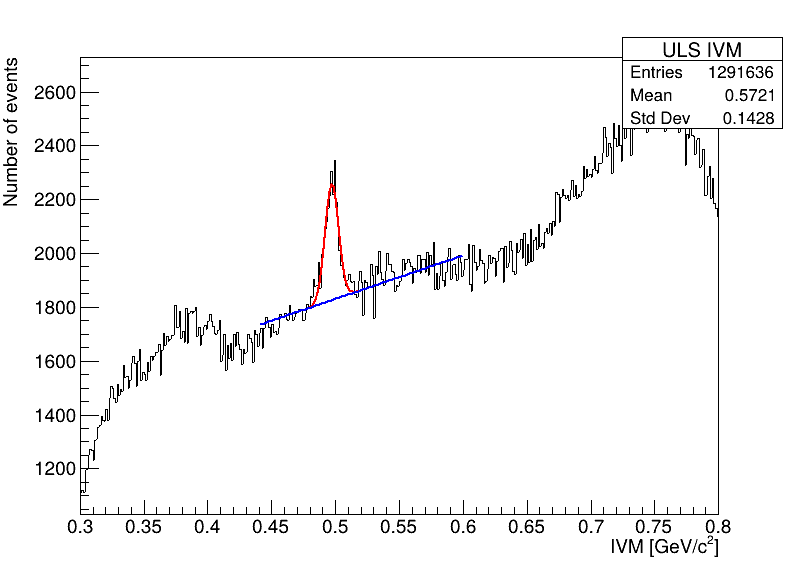 ULS IVM
Entries 1291636
Mean 0.5721
Std Dev 0.1428
Number of events
2600
2400
2200
2000
1800
1600
1400
1200
0.3 0.35 0.4 0.45 0.5 0.55 0.6 0.65 0.7 0.75 0.8
IVM [GeV/c²]